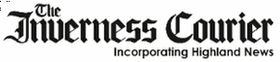 The
Inverness Courier
Incorporating Highland News